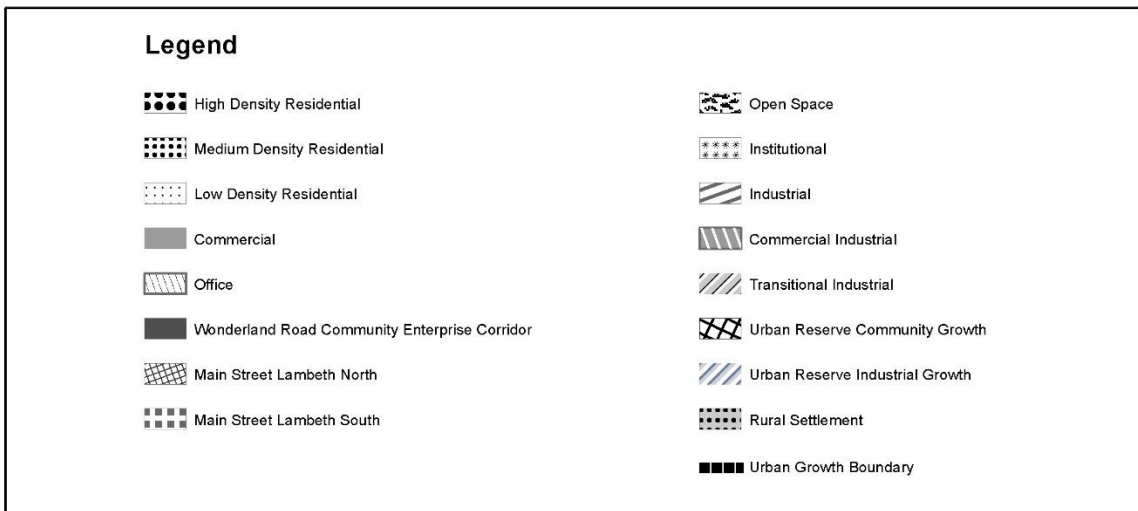 Legend
High Density Residential
Medium Density Residential
Low Density Residential
Commercial
Office
Wonderland Road Community Enterprise Corridor
Main Street Lambeth North
Main Street Lambeth South
Open Space
Institutional
Industrial
Commercial Industrial
Transitional Industrial
Urban Reserve Community Growth
Urban Reserve Industrial Growth
Rural Settlement
Urban Growth Boundary